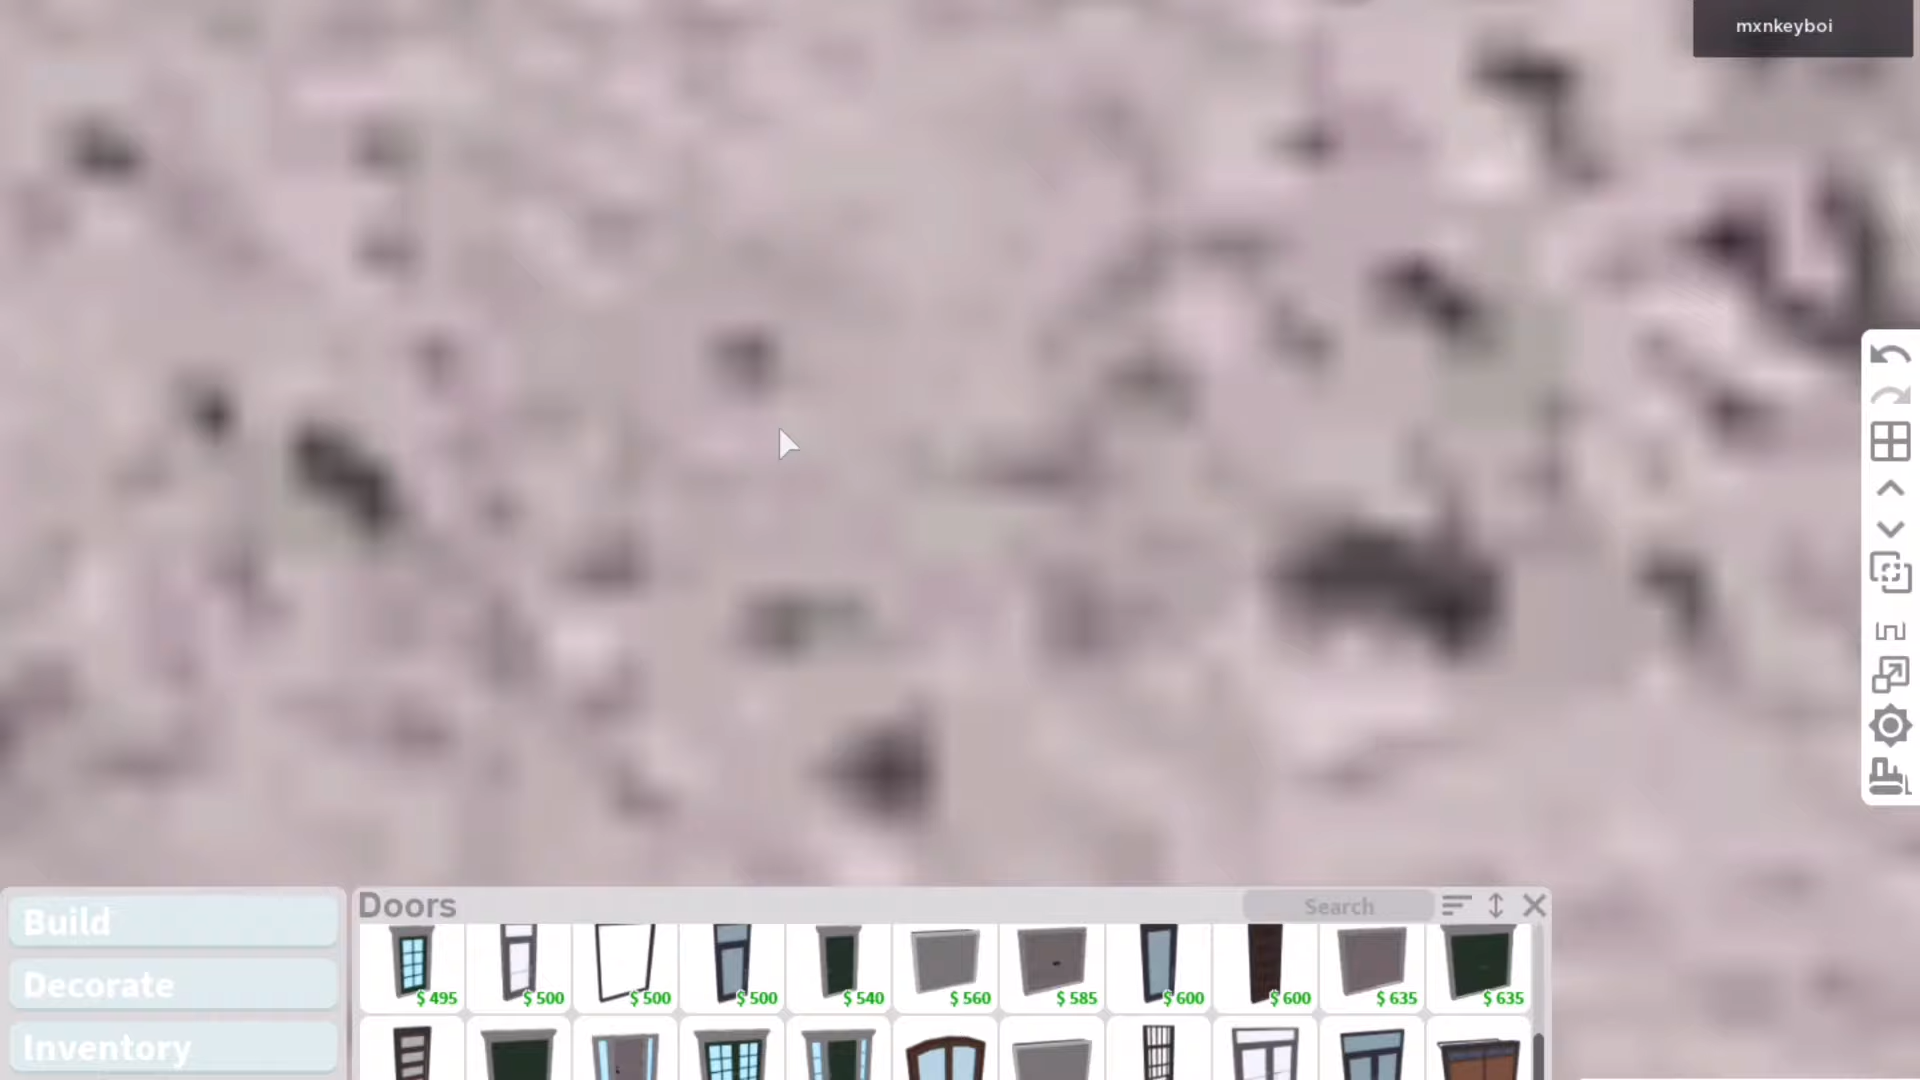 mxnkeyboi
Build
Decorate
Inventory
Doors
Search
$ 495
$ 500
$ 500
$ 500
$ 540
$ 560
$ 585
$ 600
$ 600
$ 635
$ 635